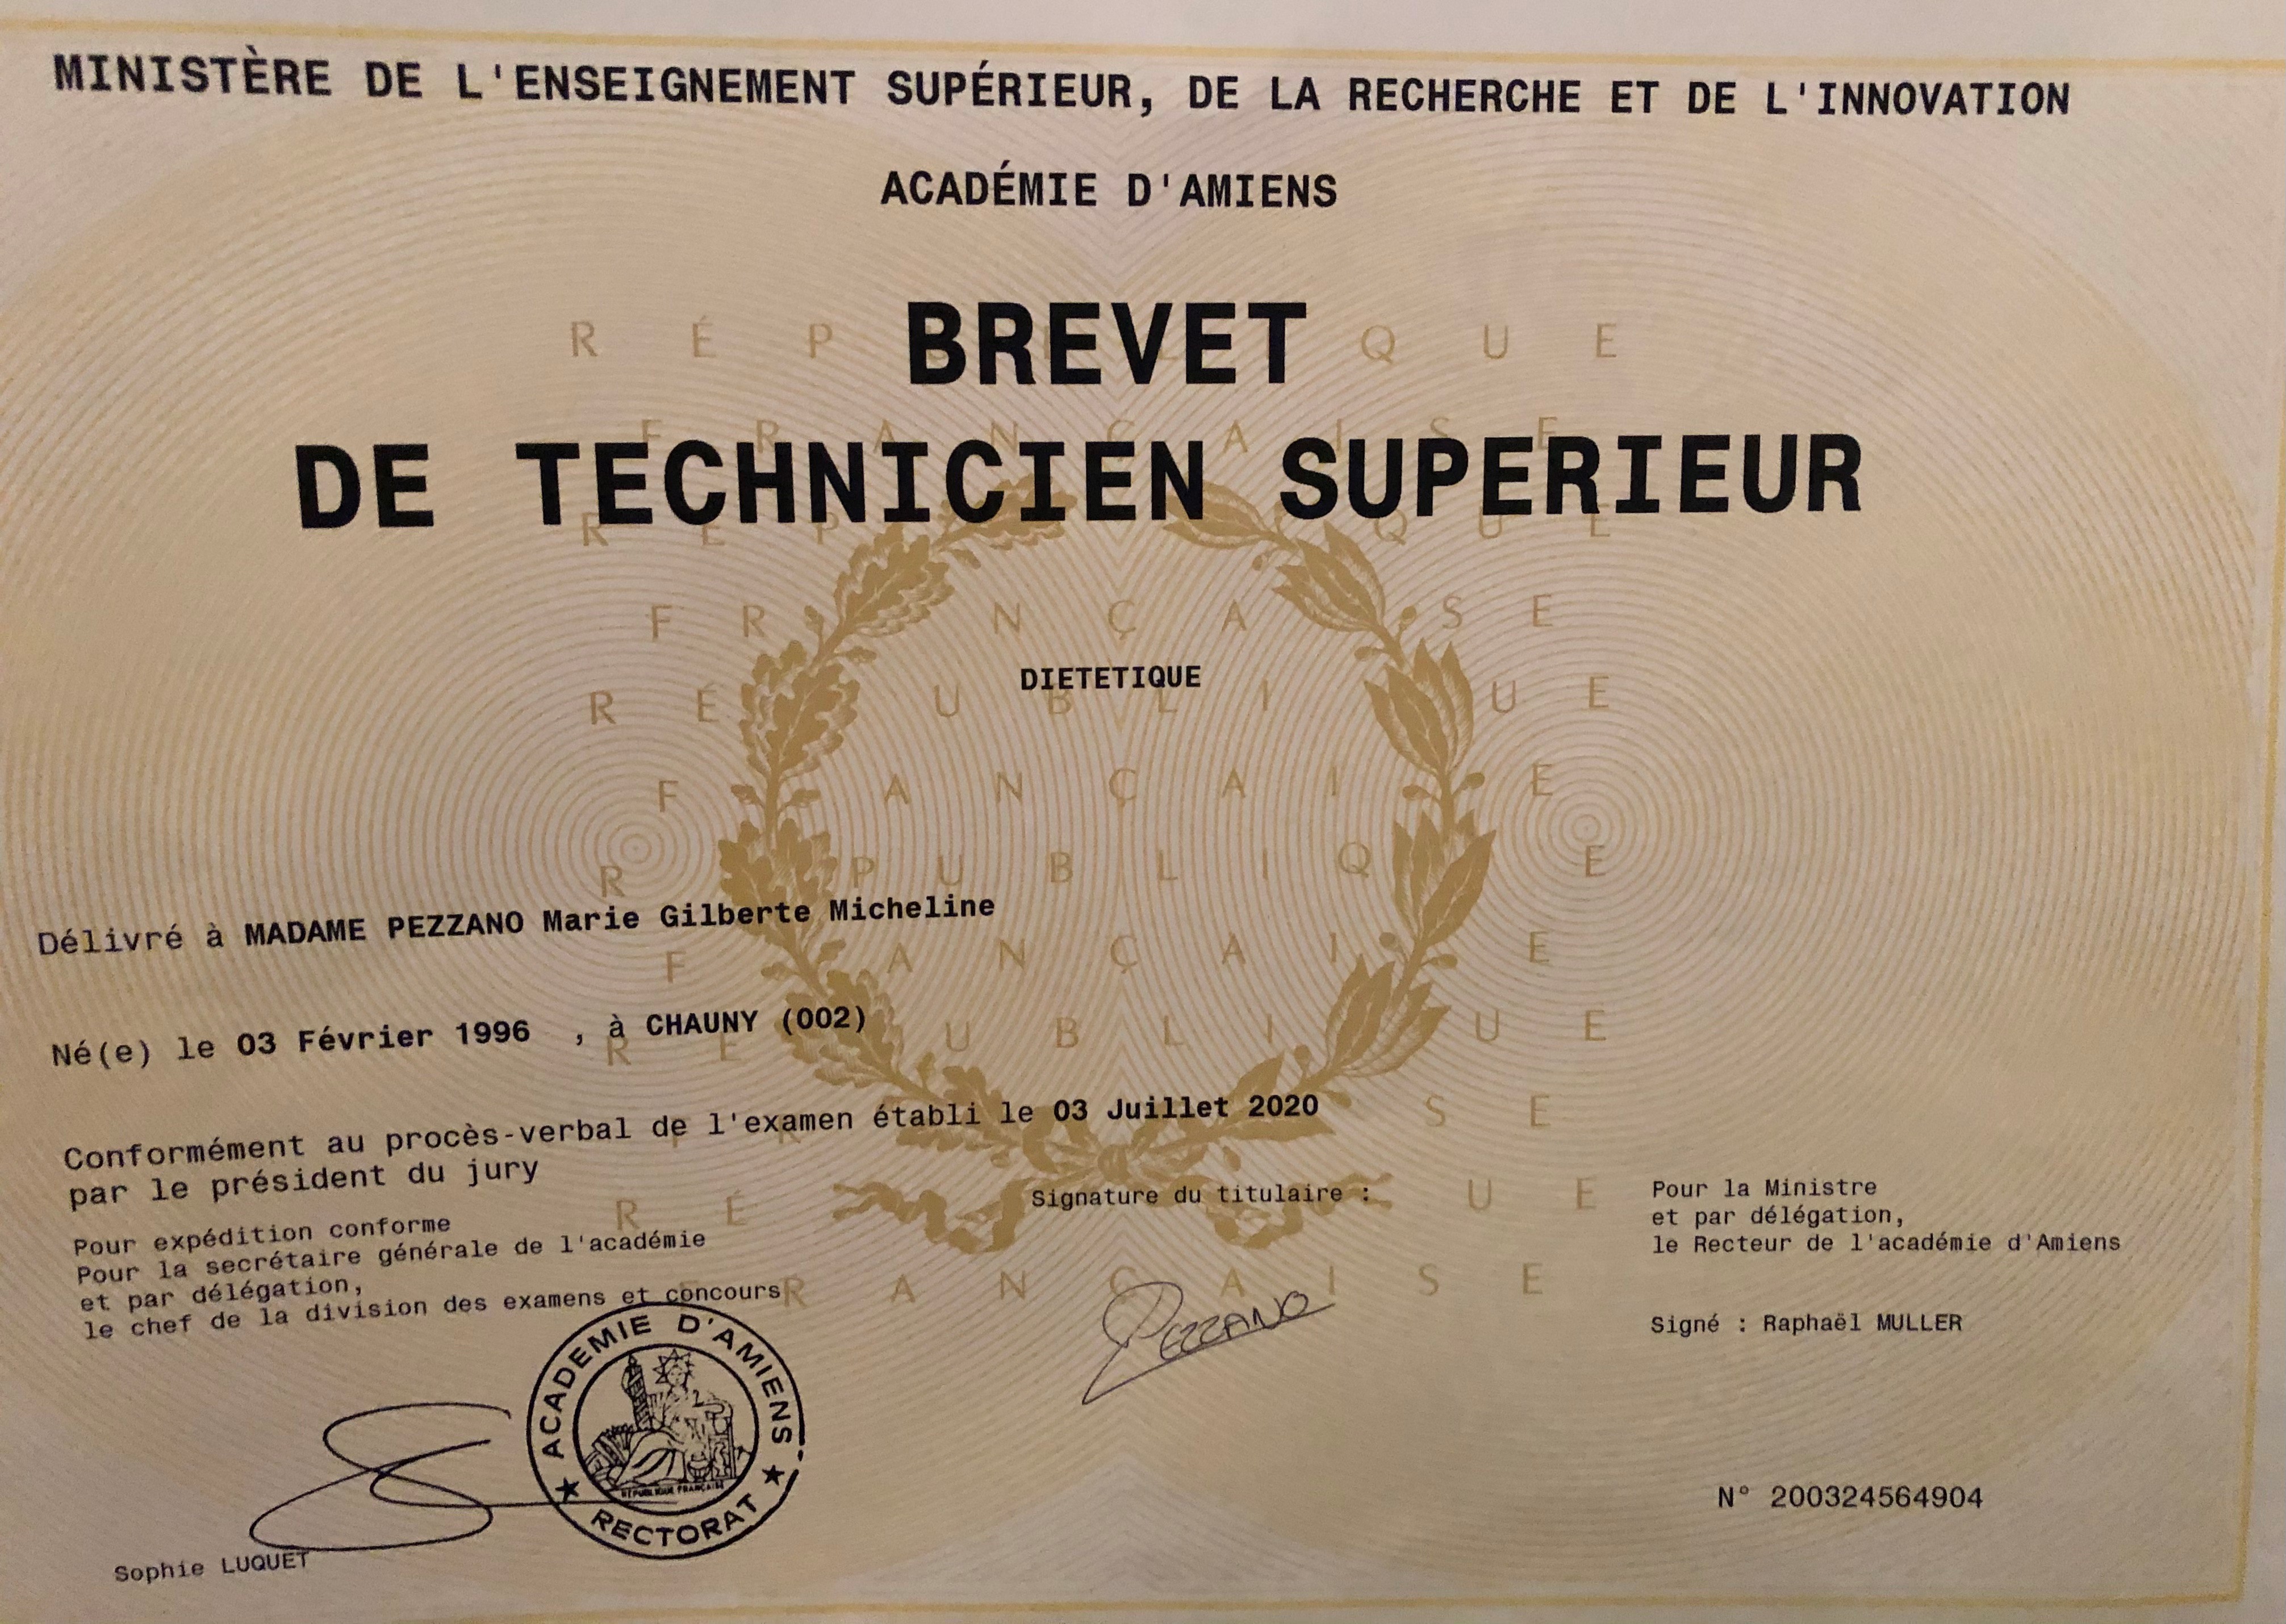 MINISTÈRE DE L'ENSEIGNEMENT SUPÉRIEUR, DE LA RECHERCHE ET DE L'INNOVATION
ACADÉMIE D'AMIENS
BREVET
DE TECHNICIEN SUPERIEUR
DIETETIQUE
Délivré à MADAME PEZZANO Marie Gilberte Micheline
Né(e) le 03 Février 1996 , à CHAUNY (002)
Conformément au procès-verbal de l'examen établi le 03 Juillet 2020
par le président du jury
Pour expédition conforme
Pour la secrétaire générale de l'académie
et par délégation,
le chef de la division des examens et concours
ACADEMIE D'AMIENS
RÉPUBLIQUE FRANÇAISE
RECTORAT
Sophie LUQUET
Signature du titulaire :
PEZZANO
Pour la Ministre
et par délégation,
le Recteur de l'académie d'Amiens
Signé : Raphaël MULLER
N° 200324564904